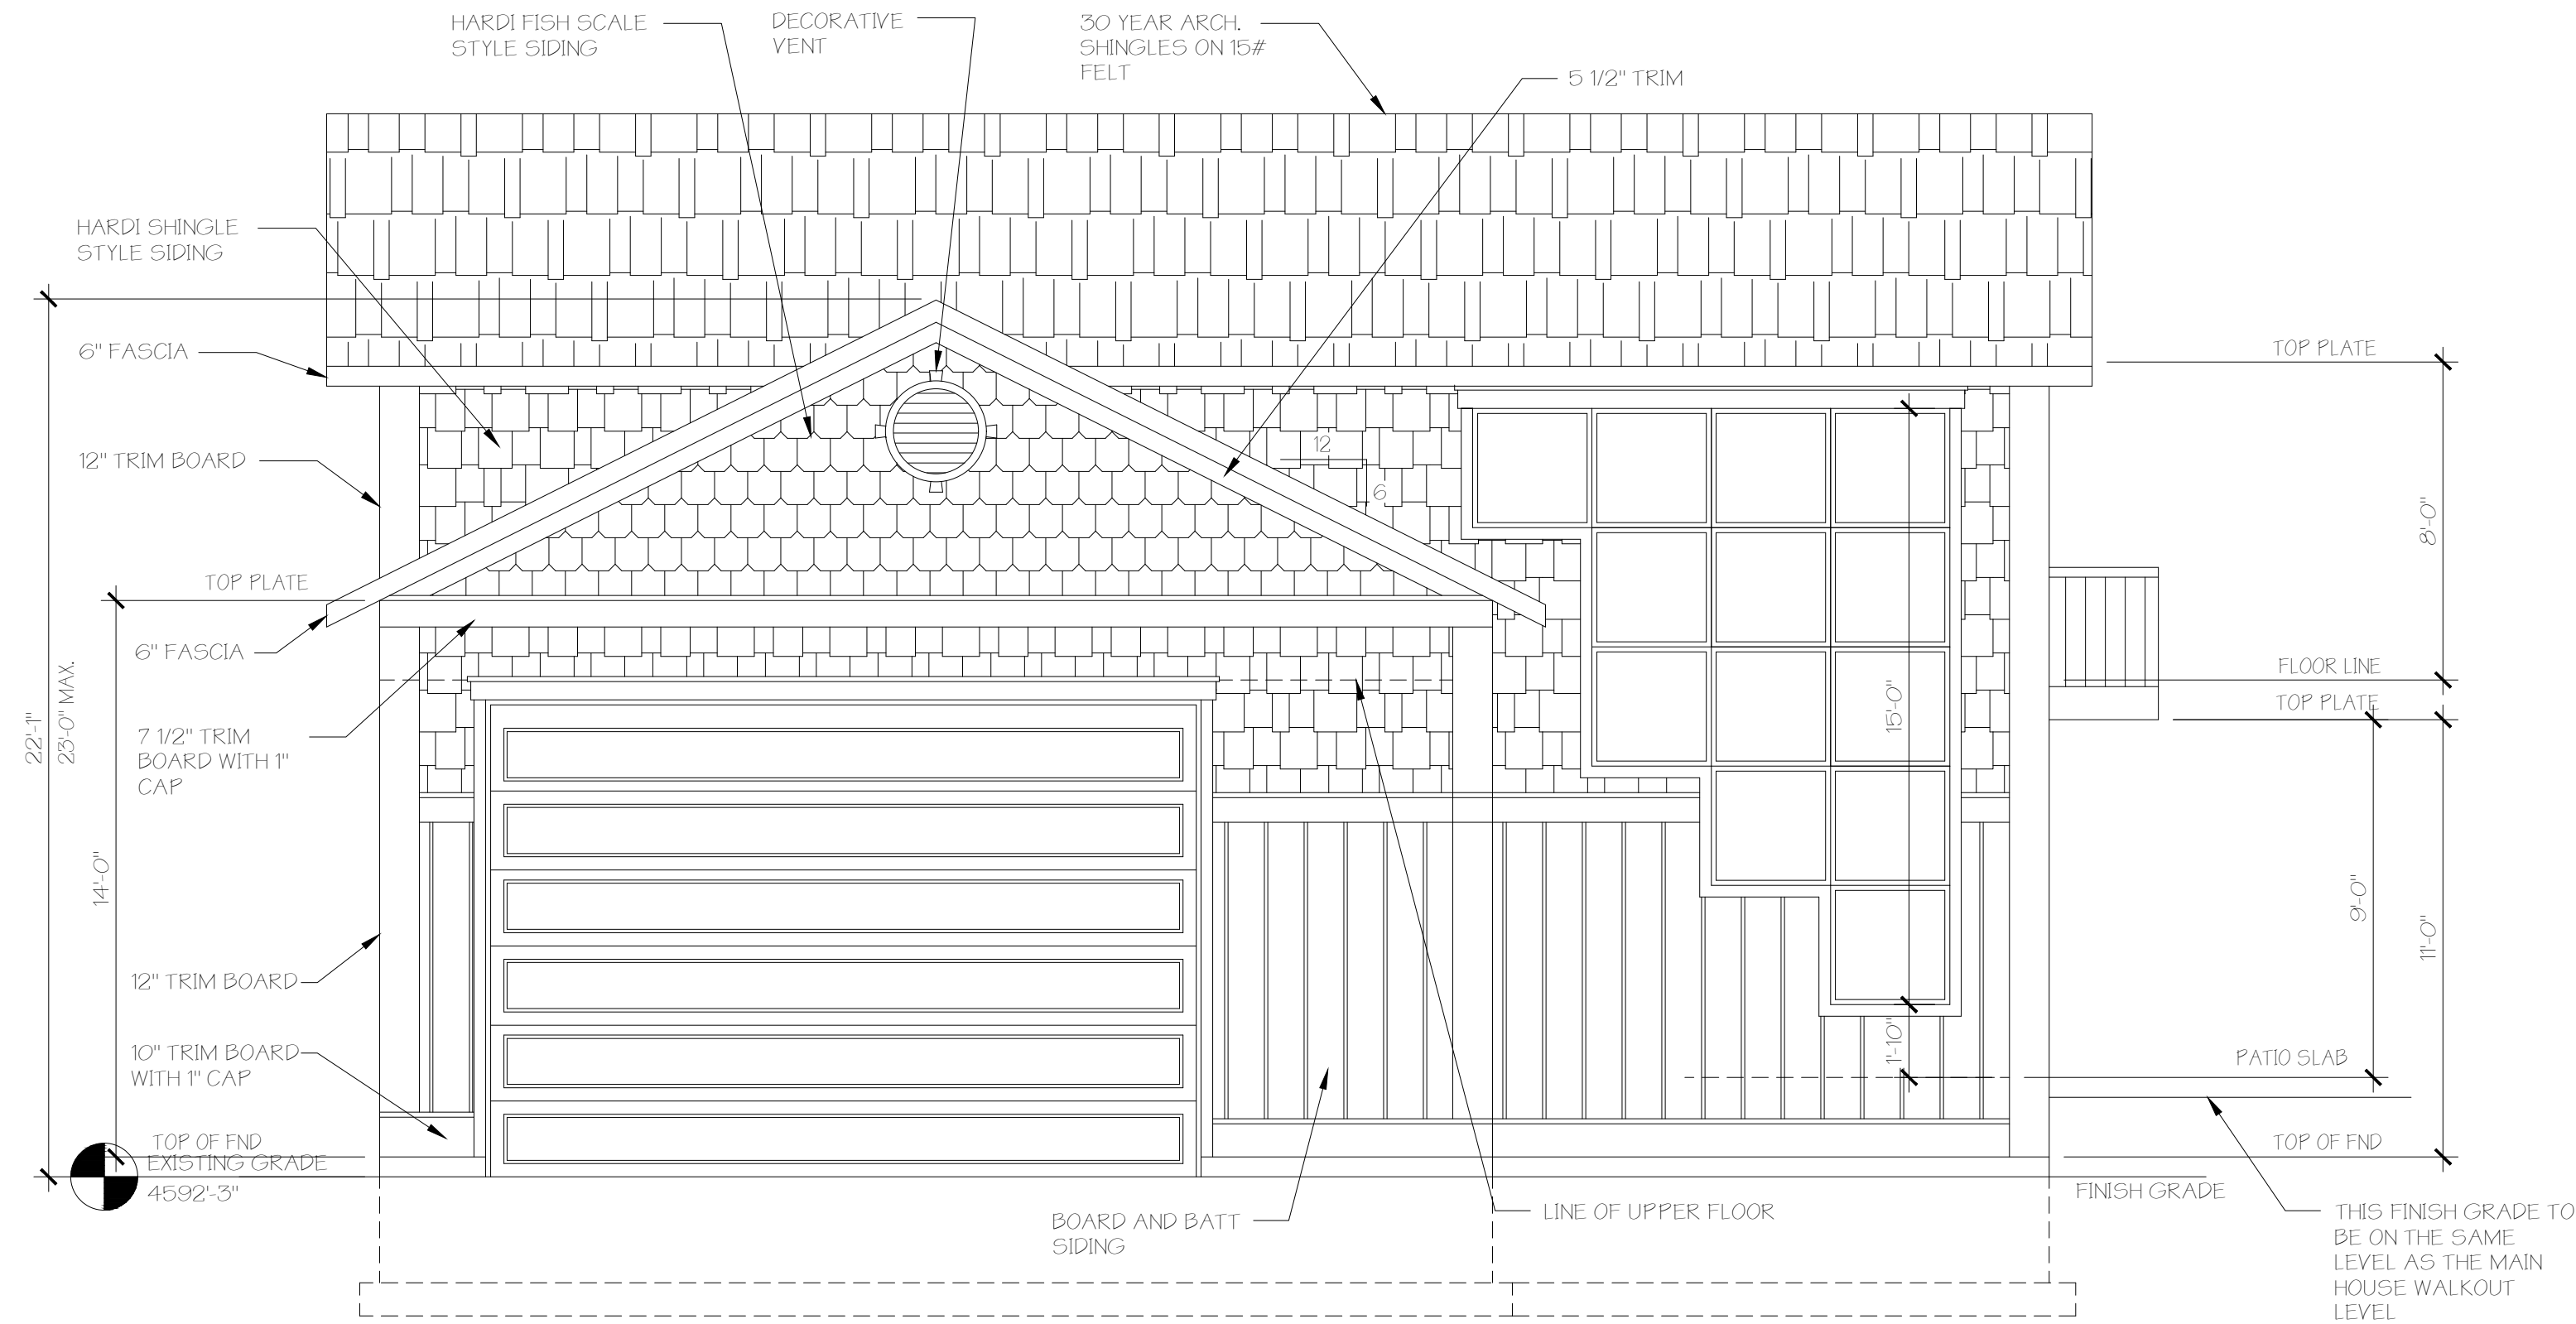 HARDI FISH SCALE
STYLE SIDING
DECORATIVE
VENT
30 YEAR ARCH.
SHINGLES ON 15#
FELT
5 1/2" TRIM
HARDI SHINGLE
STYLE SIDING
6" FASCIA
12" TRIM BOARD
TOP PLATE
6" FASCIA
22'-1"
23'-0" MAX.
14'-0"
7 1/2" TRIM
BOARD WITH 1"
CAP
12" TRIM BOARD
10" TRIM BOARD
WITH 1" CAP
TOP OF FND
EXISTING GRADE
4592'-3"
12
6
15'-0"
1'-10"
TOP PLATE
8'-0"
FLOOR LINE
TOP PLATE
9'-0"
11'-0"
PATIO SLAB
TOP OF FND
FINISH GRADE
BOARD AND BATT
SIDING
LINE OF UPPER FLOOR
THIS FINISH GRADE TO
BE ON THE SAME
LEVEL AS THE MAIN
HOUSE WALKOUT
LEVEL